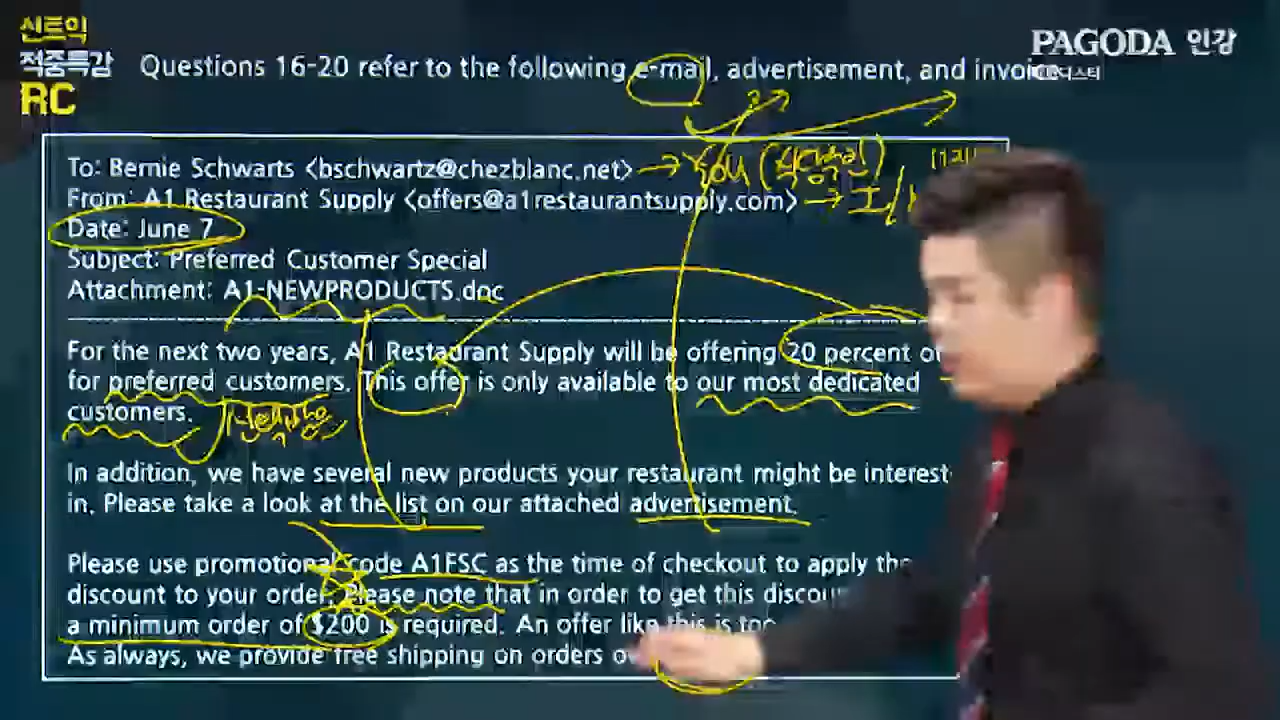 신토익
적중특강
RC
PAGODA 인강
Questions 16-20 refer to the following e-mail, advertisement, and invoice
To: Bernie Schwarts <bschwartz@chezblanc.net> → You (
From: A1 Restaurant Supply <offers@a1restaurantsupply.com> → I/
Date: June 7
Subject: Preferred Customer Special
Attachment: A1-NEWPRODUCTS.doc
For the next two years, A1 Restaurant Supply will be offering 20 percent
for preferred customers. This offer is only available to our most dedicated
customers.
In addition, we have several new products your restaurant might be
in. Please take a look at the list on our attached advertisement.
Please use promotional code A1FSC as the time of checkout to apply the
discount to your order. Please note that in order to get this
a minimum order of $200 is required. An offer like this is
As always, we provide free shipping on orders